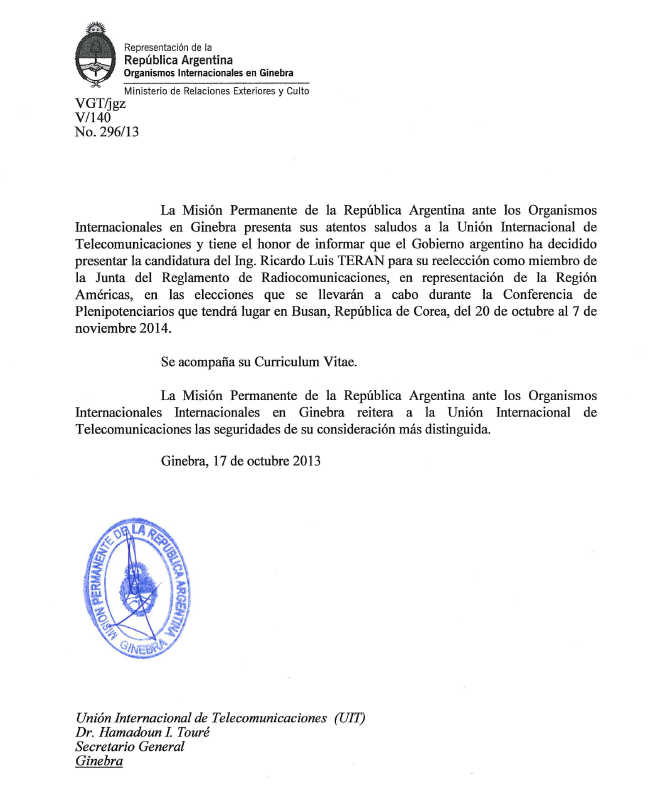 Representación de la
República Argentina
Organismos Internacionales en Ginebra
Ministerio de Relaciones Exteriores y Culto
VGT/jgz
V/140
No. 296/13
La Misión Permanente de la República Argentina ante los Organismos
Internacionales en Ginebra presenta sus atentos saludos a la Unión Internacional de
Telecomunicaciones y tiene el honor de informar que el Gobierno argentino ha decidido
presentar la candidatura del Ing. Ricardo Luis TERAN para su reelección como miembro de
la Junta del Reglamento de Radiocomunicaciones, en representación de la Región
Américas, en las elecciones que se llevarán a cabo durante la Conferencia de
Plenipotenciarios que tendrá lugar en Busan, República de Corea, del 20 de octubre al 7 de
noviembre 2014.
Se acompaña su Curriculum Vitae.
La Misión Permanente de la República Argentina ante los Organismos
Internacionales Internacionales en Ginebra reitera a la Unión Internacional de
Telecomunicaciones las seguridades de su consideración más distinguida.
Ginebra, 17 de octubre 2013
MISION PERMANENTE DE LA REPUBLICA ARGENTINA
GINEBRA
Unión Internacional de Telecomunicaciones (UIT)
Dr. Hamadoun I. Touré
Secretario General
Ginebra